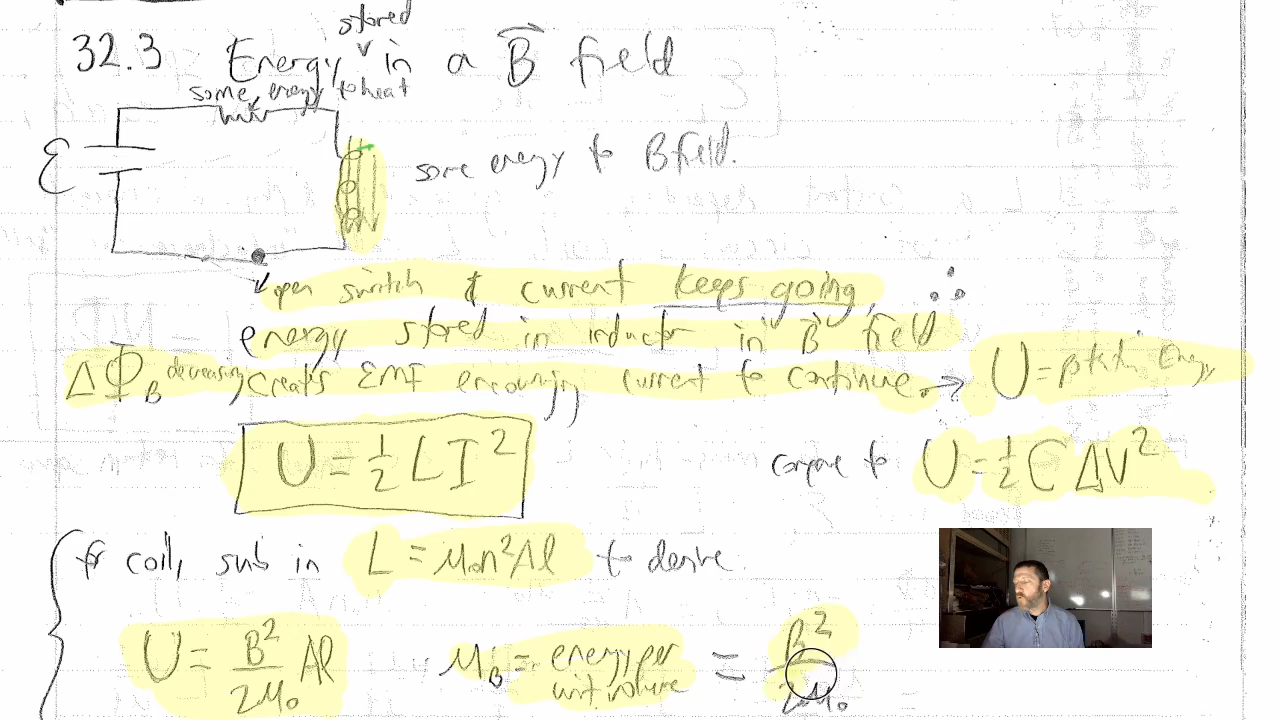 32.3 Energy stored in a B field
some energy to heat
ℰ
some energy to B field.
open switch & current keeps going, ∴
energy stored in inductor in B field
ΔΦ_B decreasing, creates EMF encouraging current to continue → U = potential Energy
U = ½ L I² compare to U = ½ C ΔV²
for coil, sub in L = μ₀n²Al to derive
U = B²/2μ₀ Al μ_B = energy per unit volume = B²/2μ₀